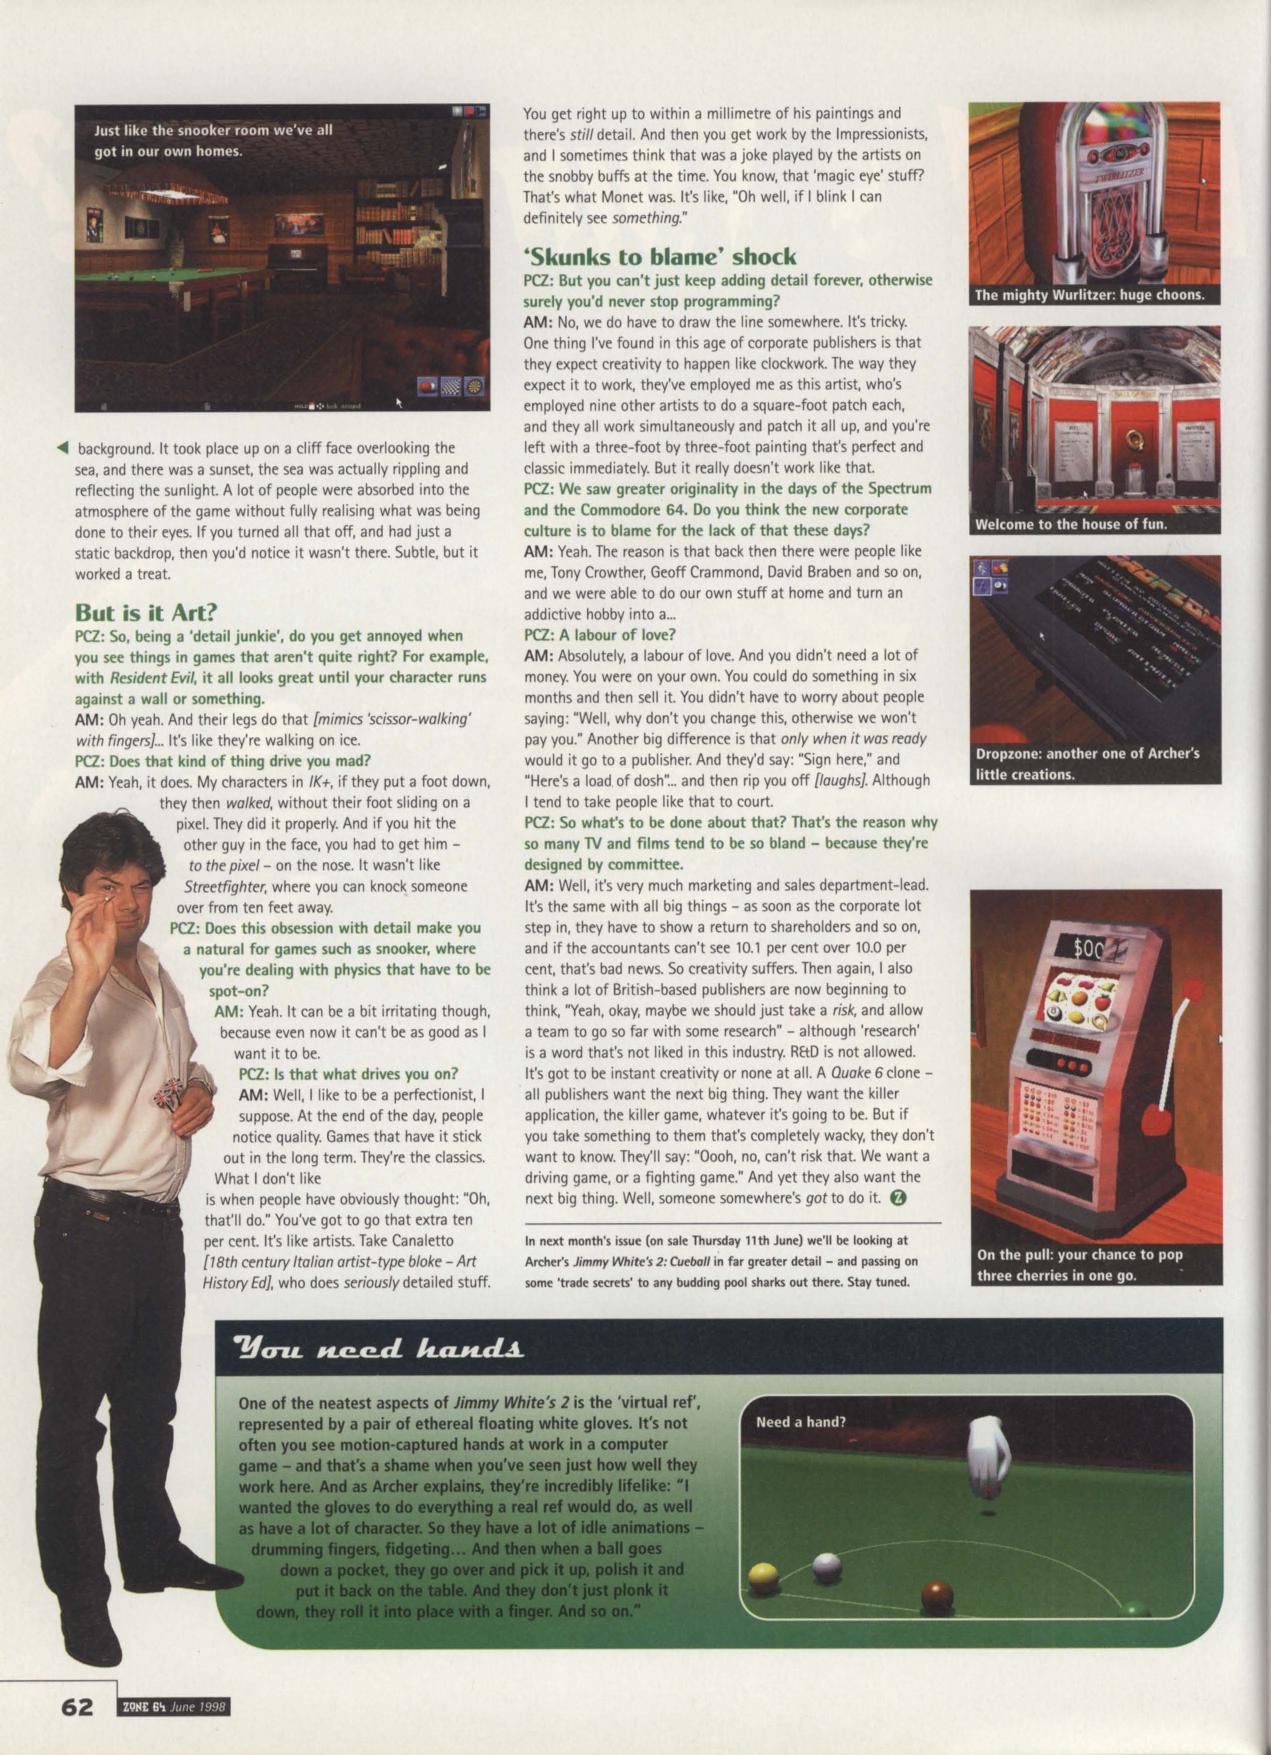 Just like the snooker room we've all
got in our own homes.
background. It took place up on a cliff face overlooking the
sea, and there was a sunset, the sea was actually rippling and
reflecting the sunlight. A lot of people were absorbed into the
atmosphere of the game without fully realising what was being
done to their eyes. If you turned all that off, and had just a
static backdrop, then you'd notice it wasn't there. Subtle, but it
worked a treat.
But is it Art?
PCZ: So, being a 'detail junkie', do you get annoyed when
you see things in games that aren't quite right? For example,
with Resident Evil, it all looks great until your character runs
against a wall or something.
AM: Oh yeah. And their legs do that [mimics 'scissor-walking'
with fingers]... It's like they're walking on ice.
PCZ: Does that kind of thing drive you mad?
AM: Yeah, it does. My characters in IK+, if they put a foot down,
they then walked, without their foot sliding on a
pixel. They did it properly. And if you hit the
other guy in the face, you had to get him –
to the pixel – on the nose. It wasn't like
Streetfighter, where you can knock someone
over from ten feet away.
PCZ: Does this obsession with detail make you
a natural for games such as snooker, where
you're dealing with physics that have to be
spot-on?
AM: Yeah. It can be a bit irritating though,
because even now it can't be as good as I
want it to be.
PCZ: Is that what drives you on?
AM: Well, I like to be a perfectionist, I
suppose. At the end of the day, people
notice quality. Games that have it stick
out in the long term. They're the classics.
What I don't like
is when people have obviously thought: "Oh,
that'll do." You've got to go that extra ten
per cent. It's like artists. Take Canaletto
[18th century Italian artist-type bloke – Art
History Ed], who does seriously detailed stuff.
You get right up to within a millimetre of his paintings and
there's still detail. And then you get work by the Impressionists,
and I sometimes think that was a joke played by the artists on
the snobby buffs at the time. You know, that 'magic eye' stuff?
That's what Monet was. It's like, "Oh well, if I blink I can
definitely see something."
'Skunks to blame' shock
PCZ: But you can't just keep adding detail forever, otherwise
surely you'd never stop programming?
AM: No, we do have to draw the line somewhere. It's tricky.
One thing I've found in this age of corporate publishers is that
they expect creativity to happen like clockwork. The way they
expect it to work, they've employed me as this artist, who's
employed nine other artists to do a square-foot patch each,
and they all work simultaneously and patch it all up, and you're
left with a three-foot by three-foot painting that's perfect and
classic immediately. But it really doesn't work like that.
PCZ: We saw greater originality in the days of the Spectrum
and the Commodore 64. Do you think the new corporate
culture is to blame for the lack of that these days?
AM: Yeah. The reason is that back then there were people like
me, Tony Crowther, Geoff Crammond, David Braben and so on,
and we were able to do our own stuff at home and turn an
addictive hobby into a...
PCZ: A labour of love?
AM: Absolutely, a labour of love. And you didn't need a lot of
money. You were on your own. You could do something in six
months and then sell it. You didn't have to worry about people
saying: "Well, why don't you change this, otherwise we won't
pay you." Another big difference is that only when it was ready
would it go to a publisher. And they'd say: "Sign here," and
"Here's a load of dosh"... and then rip you off [laughs]. Although
I tend to take people like that to court.
PCZ: So what's to be done about that? That's the reason why
so many TV and films tend to be so bland – because they're
designed by committee.
AM: Well, it's very much marketing and sales department-lead.
It's the same with all big things – as soon as the corporate lot
step in, they have to show a return to shareholders and so on,
and if the accountants can't see 10.1 per cent over 10.0 per
cent, that's bad news. So creativity suffers. Then again, I also
think a lot of British-based publishers are now beginning to
think, "Yeah, okay, maybe we should just take a risk, and allow
a team to go so far with some research" – although 'research'
is a word that's not liked in this industry. R&D is not allowed.
It's got to be instant creativity or none at all. A Quake 6 clone –
all publishers want the next big thing. They want the killer
application, the killer game, whatever it's going to be. But if
you take something to them that's completely wacky, they don't
want to know. They'll say: "Oooh, no, can't risk that. We want a
driving game, or a fighting game." And yet they also want the
next big thing. Well, someone somewhere's got to do it. Z
In next month's issue (on sale Thursday 11th June) we'll be looking at
Archer's Jimmy White's 2: Cueball in far greater detail – and passing on
some 'trade secrets' to any budding pool sharks out there. Stay tuned.
TWIRLITZER
The mighty Wurlitzer: huge choons.
Welcome to the house of fun.
DROPZONE
Dropzone: another one of Archer's
little creations.
$00
On the pull: your chance to pop
three cherries in one go.
You need hands
One of the neatest aspects of Jimmy White's 2 is the 'virtual ref',
represented by a pair of ethereal floating white gloves. It's not
often you see motion-captured hands at work in a computer
game – and that's a shame when you've seen just how well they
work here. And as Archer explains, they're incredibly lifelike: "I
wanted the gloves to do everything a real ref would do, as well
as have a lot of character. So they have a lot of idle animations –
drumming fingers, fidgeting... And then when a ball goes
down a pocket, they go over and pick it up, polish it and
put it back on the table. And they don't just plonk it
down, they roll it into place with a finger. And so on."
Need a hand?
62 ZONE 64 June 1998